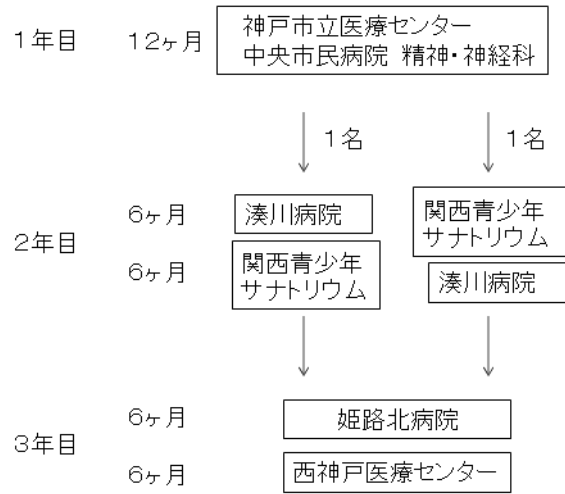 1年目
12ヶ月
神戸市立医療センター
中央市民病院 精神・神経科
1名
1名
2年目
6ヶ月
湊川病院
関西青少年
サナトリウム
6ヶ月
関西青少年
サナトリウム
湊川病院
3年目
6ヶ月
姫路北病院
6ヶ月
西神戸医療センター